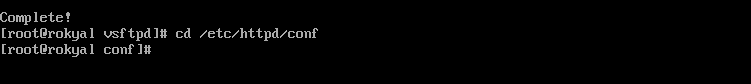 Complete!
[root@rokyal vsftpd]# cd /etc/httpd/conf
[root@rokyal conf]#